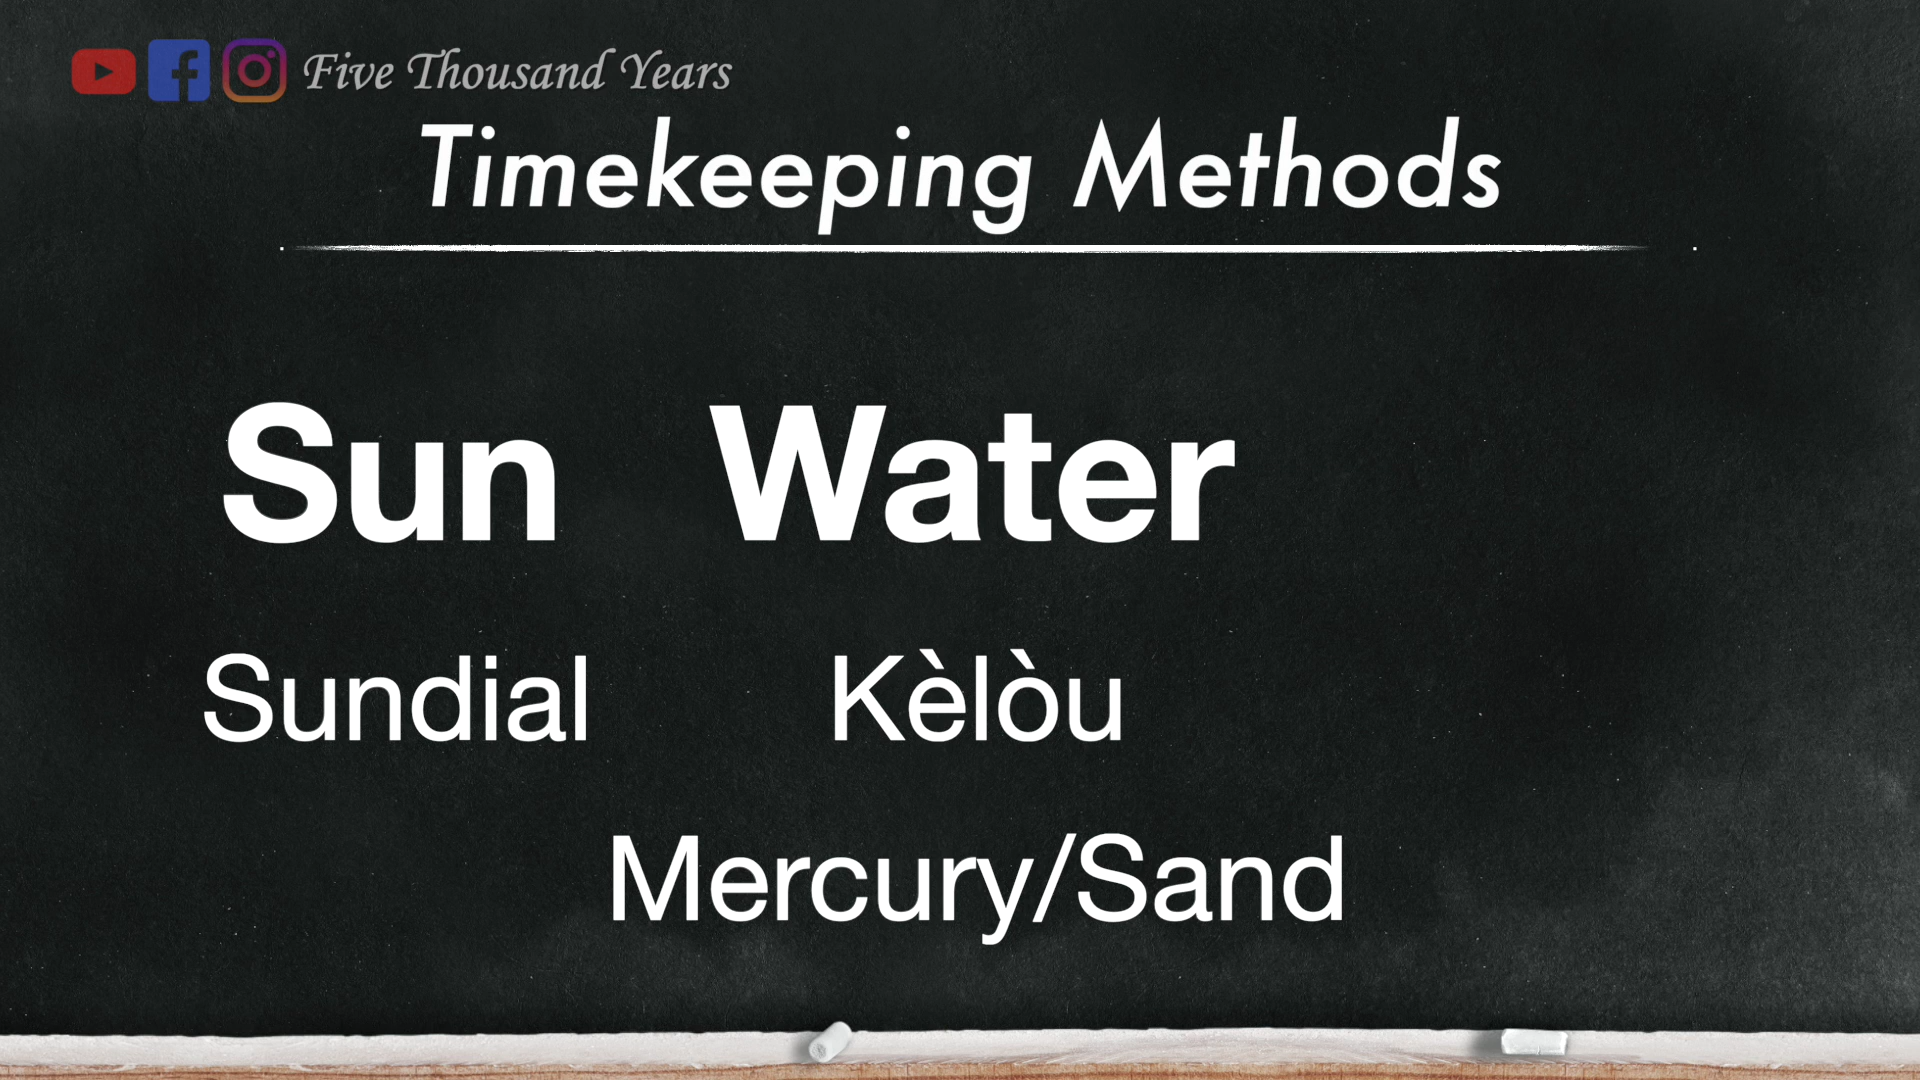 Five Thousand Years
Timekeeping Methods
Sun Water
Sundial Kèlòu
Mercury/Sand